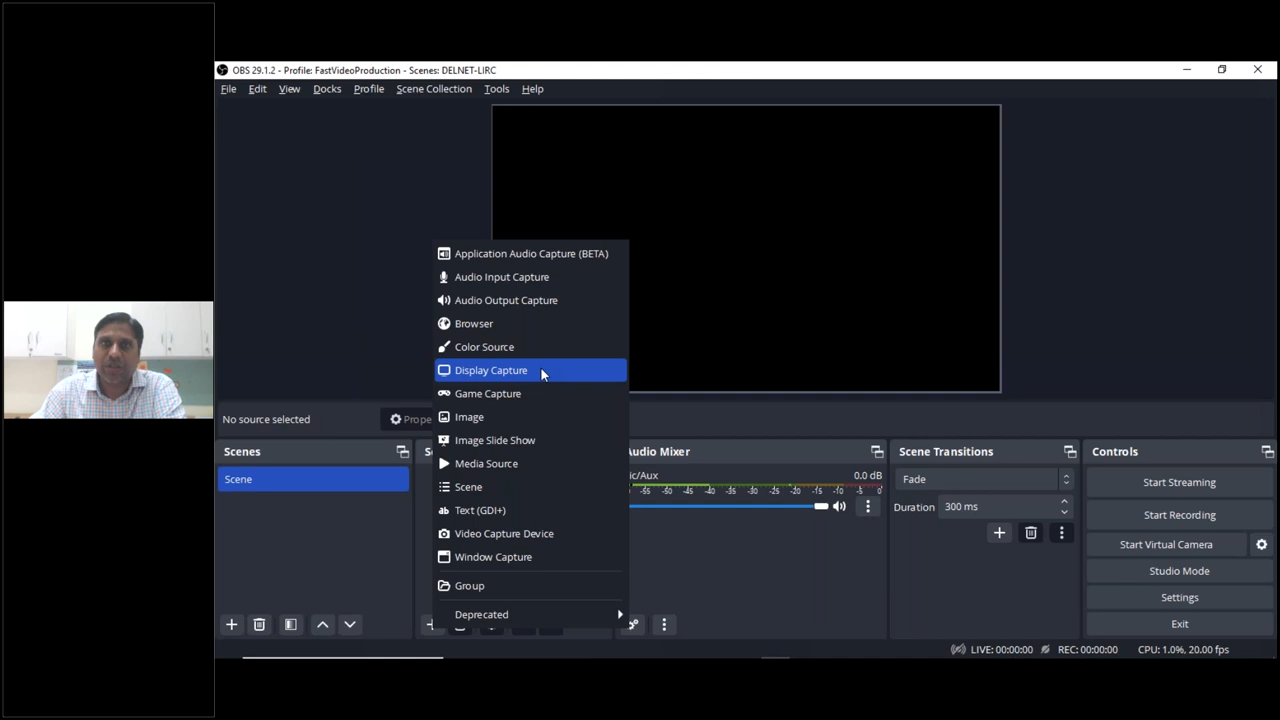 OBS 29.1.2 - Profile: FastVideoProduction - Scenes: DELNET-LIRC
File Edit View Docks Profile Scene Collection Tools Help
Application Audio Capture (BETA)
Audio Input Capture
Audio Output Capture
Browser
Color Source
Display Capture
Game Capture
Image
Image Slide Show
Media Source
Scene
ab Text (GDI+)
Video Capture Device
Window Capture
Group
Deprecated
No source selected
Prope
Scenes
Scene
S
Audio Mixer
ic/Aux 0.0 dB
-55 -50 -45 -40 -35 -30 -25 -20 -15 -10 -5 0
Scene Transitions
Fade
Duration 300 ms
Controls
Start Streaming
Start Recording
Start Virtual Camera
Studio Mode
Settings
Exit
LIVE: 00:00:00 REC: 00:00:00 CPU: 1.0%, 20.00 fps